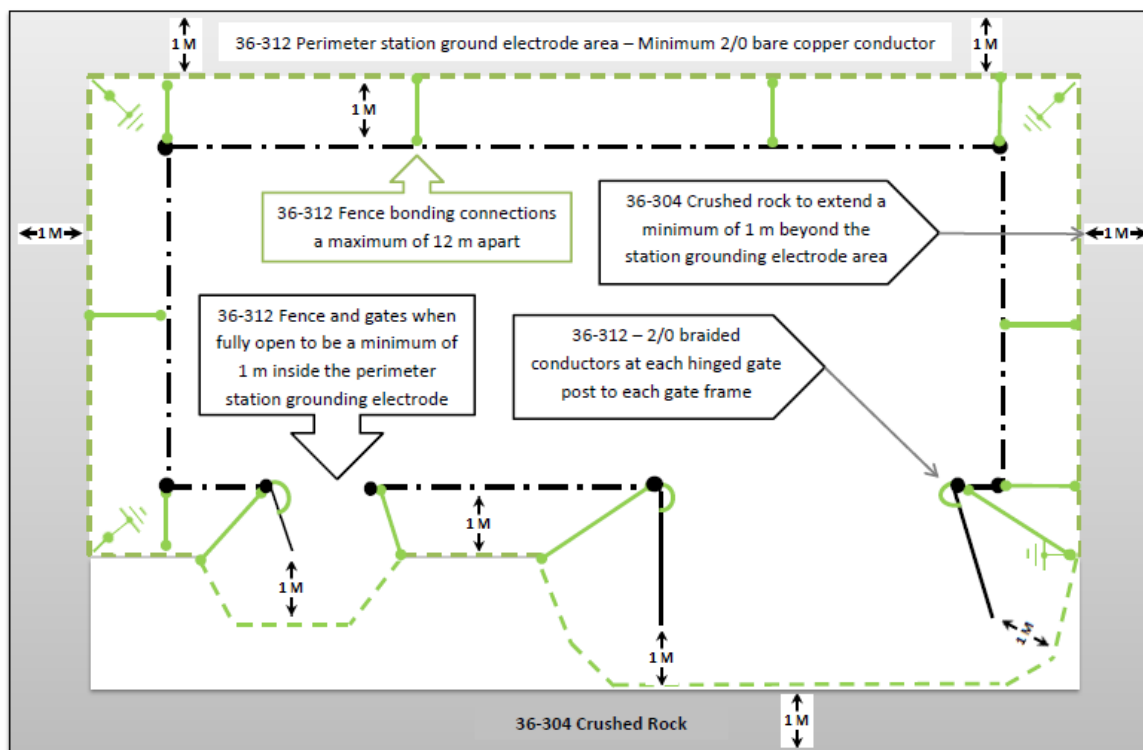 1 M
36-312 Perimeter station ground electrode area – Minimum 2/0 bare copper conductor
1 M
1 M
36-312 Fence bonding connections
a maximum of 12 m apart
36-304 Crushed rock to extend a
minimum of 1 m beyond the
station grounding electrode area
1 M
1 M
36-312 Fence and gates when
fully open to be a minimum of
1 m inside the perimeter
station grounding electrode
36-312 – 2/0 braided
conductors at each hinged gate
post to each gate frame
1 M
1 M
1 M
1 M
36-304 Crushed Rock
1 M